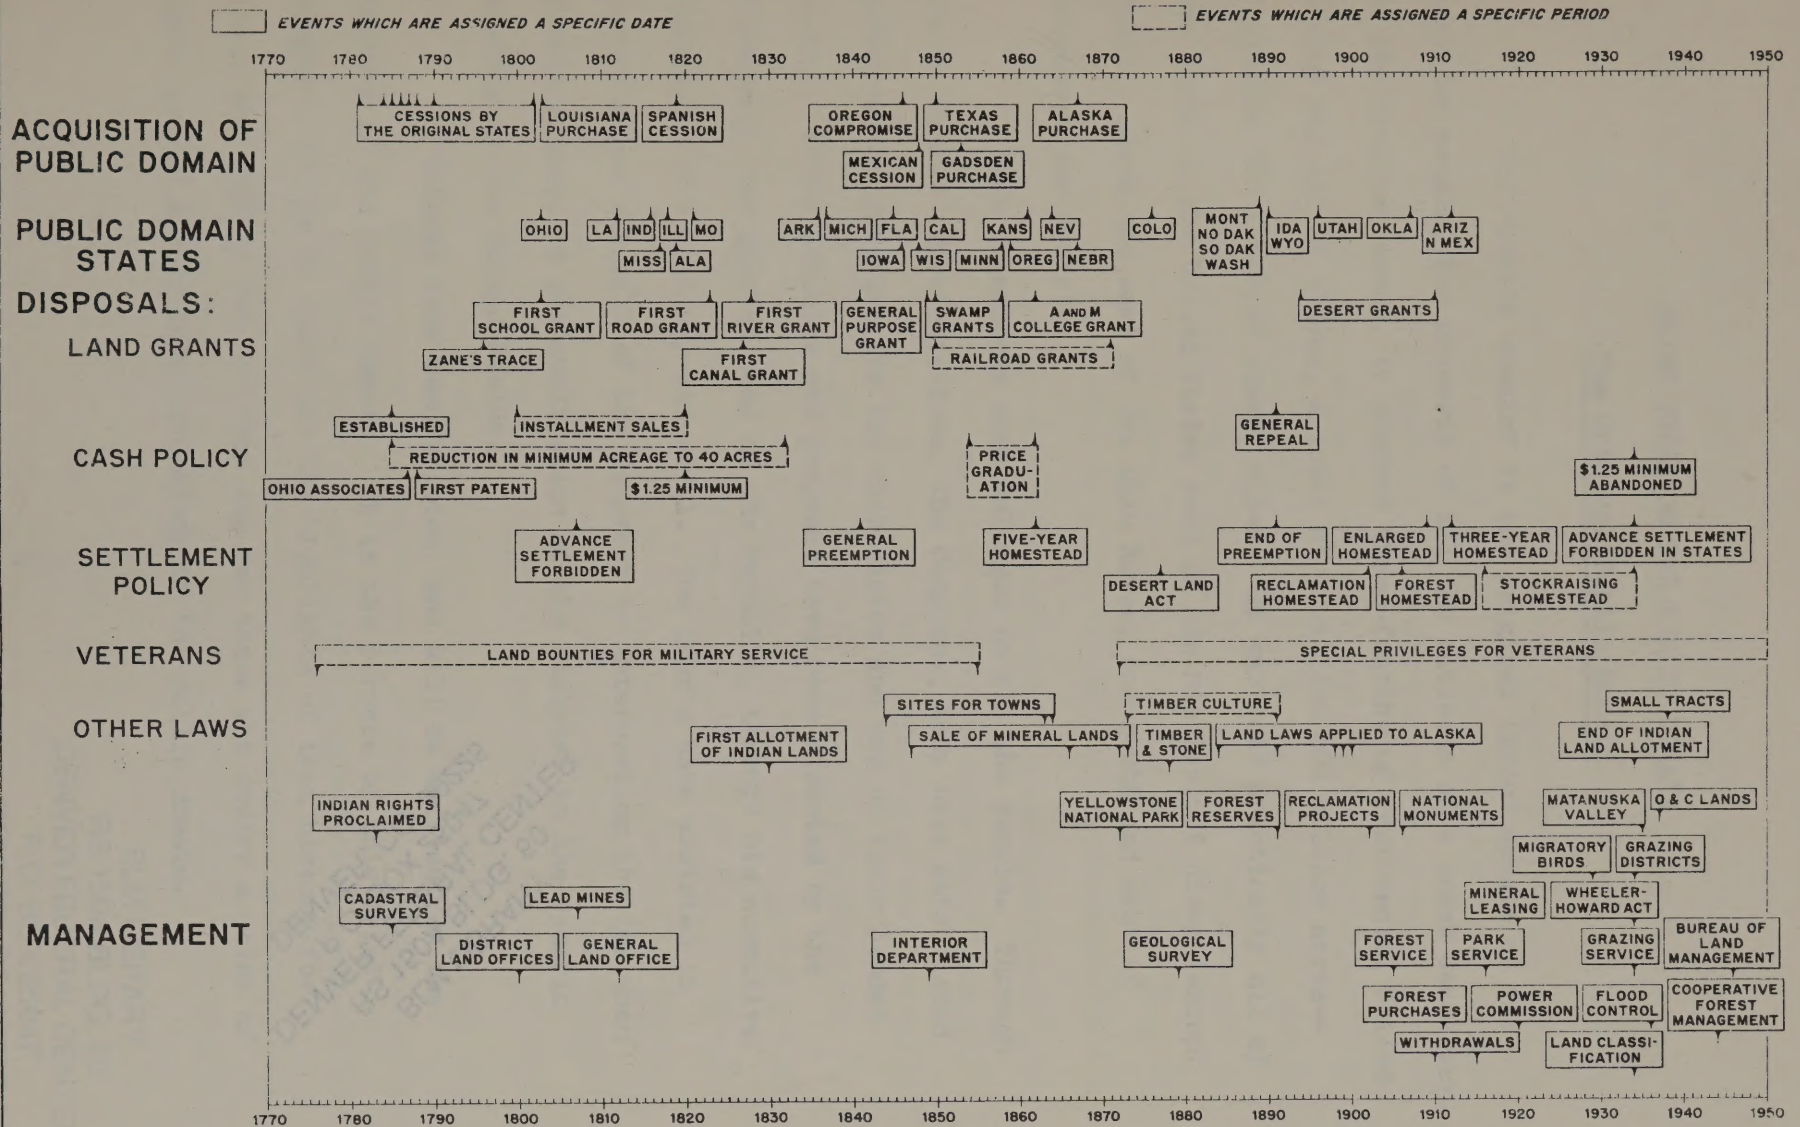 EVENTS WHICH ARE ASSIGNED A SPECIFIC DATE
EVENTS WHICH ARE ASSIGNED A SPECIFIC PERIOD
1770 1780 1790 1800 1810 1820 1830 1840 1850 1860 1870 1880 1890 1900 1910 1920 1930 1940 1950
ACQUISITION OF
PUBLIC DOMAIN
CESSIONS BY
THE ORIGINAL STATES
LOUISIANA
PURCHASE
SPANISH
CESSION
OREGON
COMPROMISE
TEXAS
PURCHASE
ALASKA
PURCHASE
MEXICAN
CESSION
GADSDEN
PURCHASE
PUBLIC DOMAIN
STATES
OHIO
LA
IND
ILL
MO
ARK
MICH
FLA
CAL
KANS
NEV
COLO
MONT
NO DAK
SO DAK
WASH
IDA
WYO
UTAH
OKLA
ARIZ
N MEX
MISS
ALA
IOWA
WIS
MINN
OREG
NEBR
DISPOSALS:
LAND GRANTS
FIRST
SCHOOL GRANT
FIRST
ROAD GRANT
FIRST
RIVER GRANT
GENERAL
PURPOSE
GRANT
SWAMP
GRANTS
A AND M
COLLEGE GRANT
DESERT GRANTS
ZANE'S TRACE
FIRST
CANAL GRANT
RAILROAD GRANTS
CASH POLICY
ESTABLISHED
INSTALLMENT SALES
GENERAL
REPEAL
REDUCTION IN MINIMUM ACREAGE TO 40 ACRES
PRICE
GRADU-
ATION
$1.25 MINIMUM
ABANDONED
OHIO ASSOCIATES
FIRST PATENT
$1.25 MINIMUM
SETTLEMENT
POLICY
ADVANCE
SETTLEMENT
FORBIDDEN
GENERAL
PREEMPTION
FIVE-YEAR
HOMESTEAD
END OF
PREEMPTION
ENLARGED
HOMESTEAD
THREE-YEAR
HOMESTEAD
ADVANCE SETTLEMENT
FORBIDDEN IN STATES
DESERT LAND
ACT
RECLAMATION
HOMESTEAD
FOREST
HOMESTEAD
STOCKRAISING
HOMESTEAD
VETERANS
LAND BOUNTIES FOR MILITARY SERVICE
SPECIAL PRIVILEGES FOR VETERANS
OTHER LAWS
SITES FOR TOWNS
TIMBER CULTURE
SMALL TRACTS
FIRST ALLOTMENT
OF INDIAN LANDS
SALE OF MINERAL LANDS
TIMBER
& STONE
LAND LAWS APPLIED TO ALASKA
END OF INDIAN
LAND ALLOTMENT
MANAGEMENT
INDIAN RIGHTS
PROCLAIMED
YELLOWSTONE
NATIONAL PARK
FOREST
RESERVES
RECLAMATION
PROJECTS
NATIONAL
MONUMENTS
MATANUSKA
VALLEY
O & C LANDS
MIGRATORY
BIRDS
GRAZING
DISTRICTS
CADASTRAL
SURVEYS
LEAD MINES
MINERAL
LEASING
WHEELER-
HOWARD ACT
DISTRICT
LAND OFFICES
GENERAL
LAND OFFICE
INTERIOR
DEPARTMENT
GEOLOGICAL
SURVEY
FOREST
SERVICE
PARK
SERVICE
GRAZING
SERVICE
BUREAU OF
LAND
MANAGEMENT
FOREST
PURCHASES
POWER
COMMISSION
FLOOD
CONTROL
COOPERATIVE
FOREST
MANAGEMENT
WITHDRAWALS
LAND CLASSI-
FICATION
1770 1780 1790 1800 1810 1820 1830 1840 1850 1860 1870 1880 1890 1900 1910 1920 1930 1940 1950